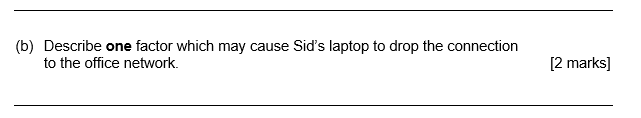 (b) Describe one factor which may cause Sid's laptop to drop the connection
to the office network. [2 marks]